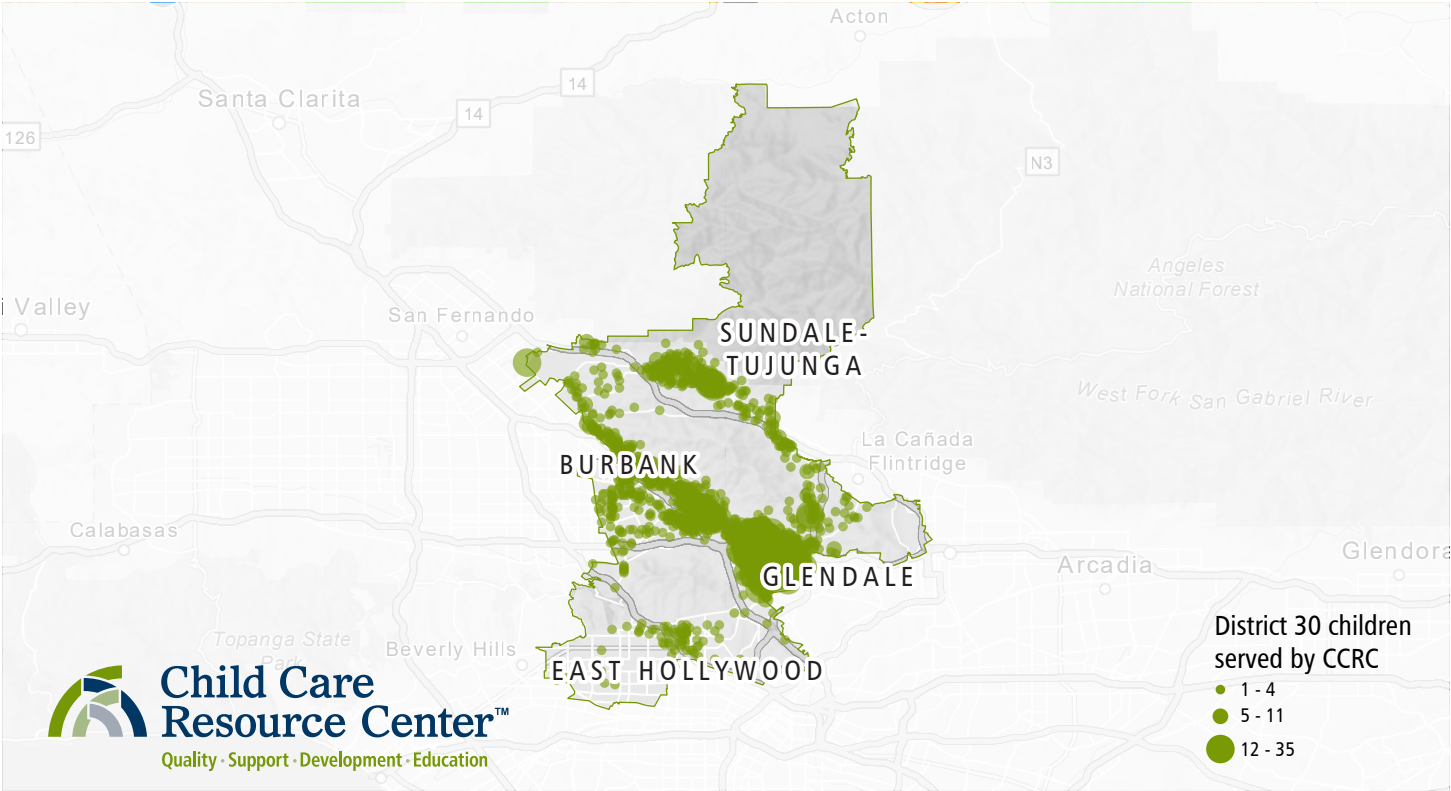 Acton
14
Santa Clarita
14
126
N3
Angeles
National Forest
i Valley
San Fernando
SUNDALE-
TUJUNGA
West Fork San Gabriel River
La Cañada
Flintridge
BURBANK
Calabasas
Glendora
Arcadia
GLENDALE
Topanga State
Park
Beverly Hills
EAST HOLLYWOOD
District 30 children
served by CCRC
1 - 4
5 - 11
12 - 35
Child Care
Resource Center™
Quality · Support · Development · Education